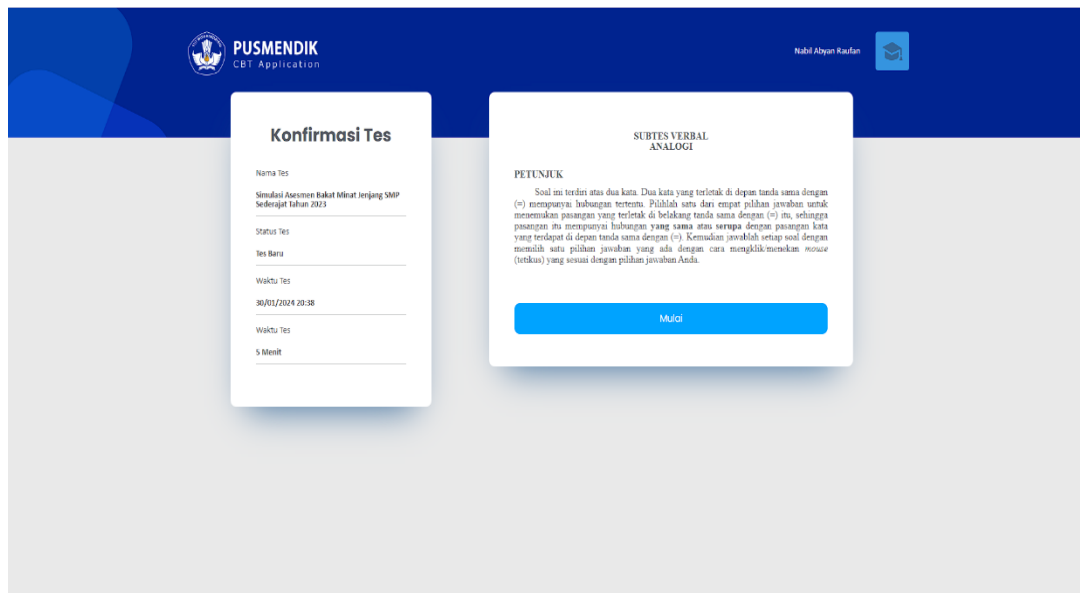 PUSMENDIK
CBT Application
Nabil Abyan Raufan
Konfirmasi Tes
Nama Tes
Simulasi Asesmen Bakat Minat Jenjang SMP
Sederajat Tahun 2023
Status Tes
Tes Baru
Waktu Tes
30/01/2024 20:38
Waktu Tes
5 Menit
SUBTES VERBAL
ANALOGI
PETUNJUK
Soal ini terdiri atas dua kata. Dua kata yang terletak di depan tanda sama dengan
(=) mempunyai hubungan tertentu. Pilihlah satu dari empat pilihan jawaban untuk
menemukan pasangan yang terletak di belakang tanda sama dengan (=) itu, sehingga
pasangan itu mempunyai hubungan yang sama atau serupa dengan pasangan kata
yang terdapat di depan tanda sama dengan (=). Kemudian jawablah setiap soal dengan
memilih satu pilihan jawaban yang ada dengan cara mengklik/menekan mouse
(tetikus) yang sesuai dengan pilihan jawaban Anda.
Mulai